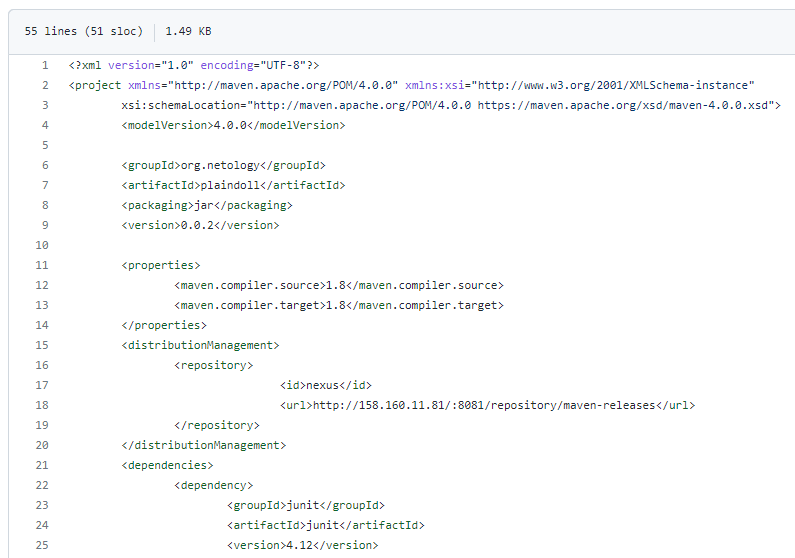 55 lines (51 sloc) 1.49 KB
1 <?xml version="1.0" encoding="UTF-8"?>
2 <project xmlns="http://maven.apache.org/POM/4.0.0" xmlns:xsi="http://www.w3.org/2001/XMLSchema-instance"
3 xsi:schemaLocation="http://maven.apache.org/POM/4.0.0 https://maven.apache.org/xsd/maven-4.0.0.xsd">
4 <modelVersion>4.0.0</modelVersion>
5
6 <groupId>org.netology</groupId>
7 <artifactId>plaindoll</artifactId>
8 <packaging>jar</packaging>
9 <version>0.0.2</version>
10
11 <properties>
12 <maven.compiler.source>1.8</maven.compiler.source>
13 <maven.compiler.target>1.8</maven.compiler.target>
14 </properties>
15 <distributionManagement>
16 <repository>
17 <id>nexus</id>
18 <url>http://158.160.11.81/:8081/repository/maven-releases</url>
19 </repository>
20 </distributionManagement>
21 <dependencies>
22 <dependency>
23 <groupId>junit</groupId>
24 <artifactId>junit</artifactId>
25 <version>4.12</version>